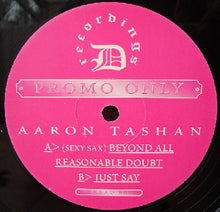 D recordings
PROMO ONLY
AARON TASHAN
A> (SEXY SAX) BEYOND ALL
REASONABLE DOUBT
B> JUST SAY